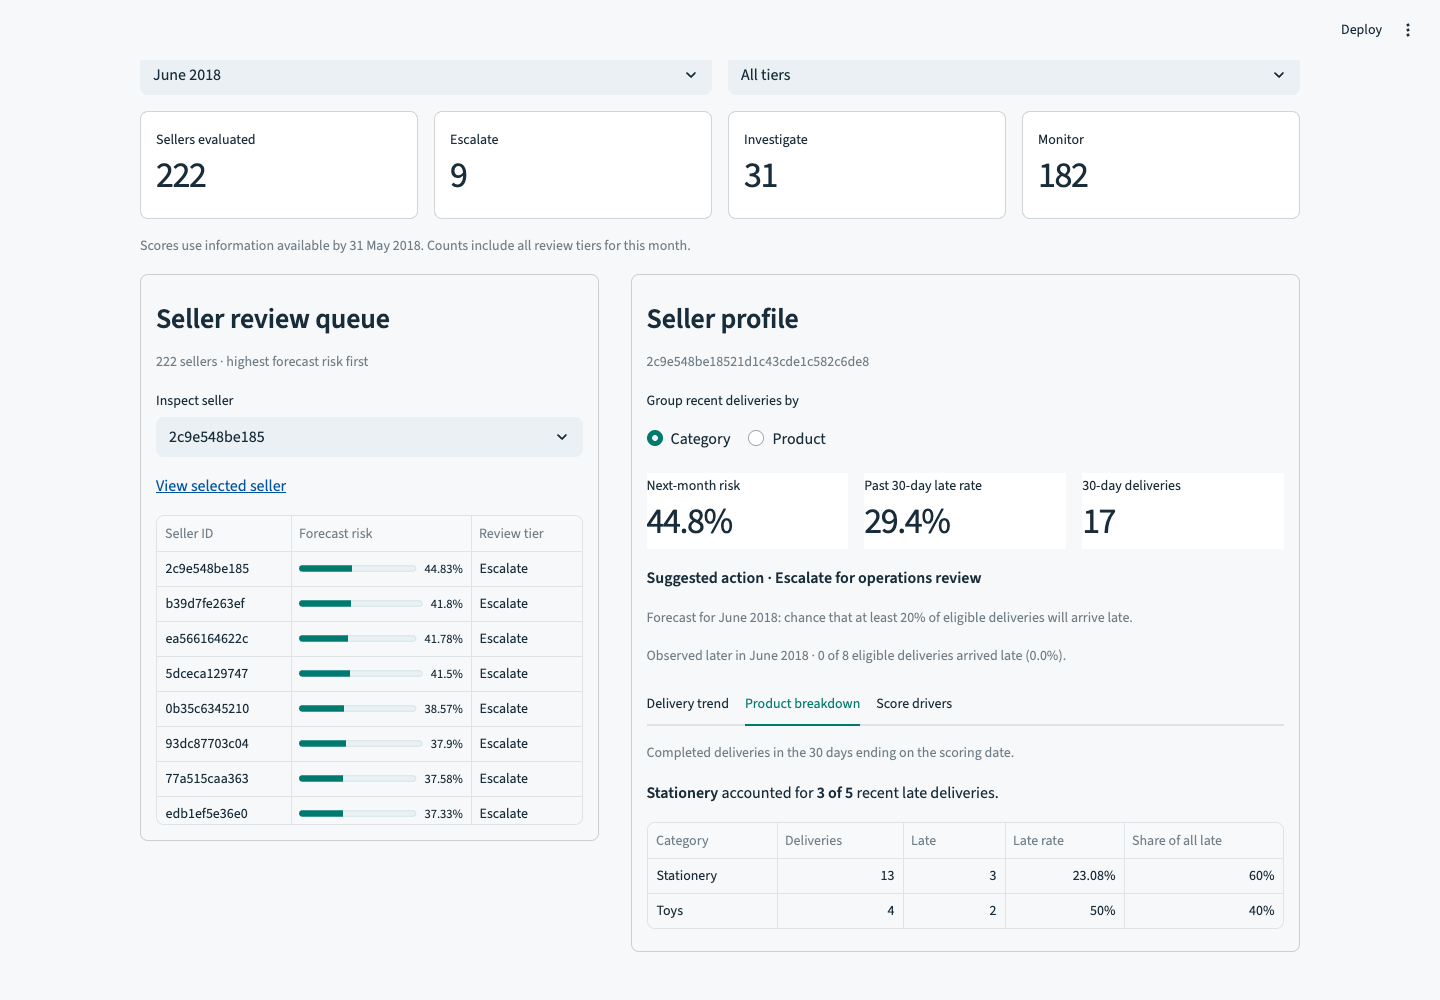 Deploy
June 2018
All tiers
Sellers evaluated
222
Escalate
9
Investigate
31
Monitor
182
Scores use information available by 31 May 2018. Counts include all review tiers for this month.
Seller review queue
222 sellers · highest forecast risk first
Inspect seller
2c9e548be185
View selected seller
Seller ID Forecast risk Review tier
2c9e548be185 44.83% Escalate
b39d7fe263ef 41.8% Escalate
ea566164622c 41.78% Escalate
5dceca129747 41.5% Escalate
0b35c6345210 38.57% Escalate
93dc87703c04 37.9% Escalate
77a515caa363 37.58% Escalate
edb1ef5e36e0 37.33% Escalate
Seller profile
2c9e548be18521d1c43cde1c582c6de8
Group recent deliveries by
Category Product
Next-month risk
44.8%
Past 30-day late rate
29.4%
30-day deliveries
17
Suggested action · Escalate for operations review
Forecast for June 2018: chance that at least 20% of eligible deliveries will arrive late.
Observed later in June 2018 · 0 of 8 eligible deliveries arrived late (0.0%).
Delivery trend Product breakdown Score drivers
Completed deliveries in the 30 days ending on the scoring date.
Stationery accounted for 3 of 5 recent late deliveries.
Category Deliveries Late Late rate Share of all late
Stationery 13 3 23.08% 60%
Toys 4 2 50% 40%